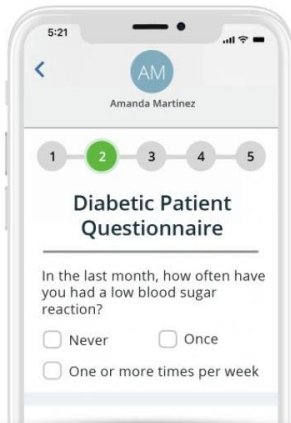 5:21
AM
Amanda Martinez
1 2 3 4 5
Diabetic Patient
Questionnaire
In the last month, how often have
you had a low blood sugar
reaction?
Never Once
One or more times per week